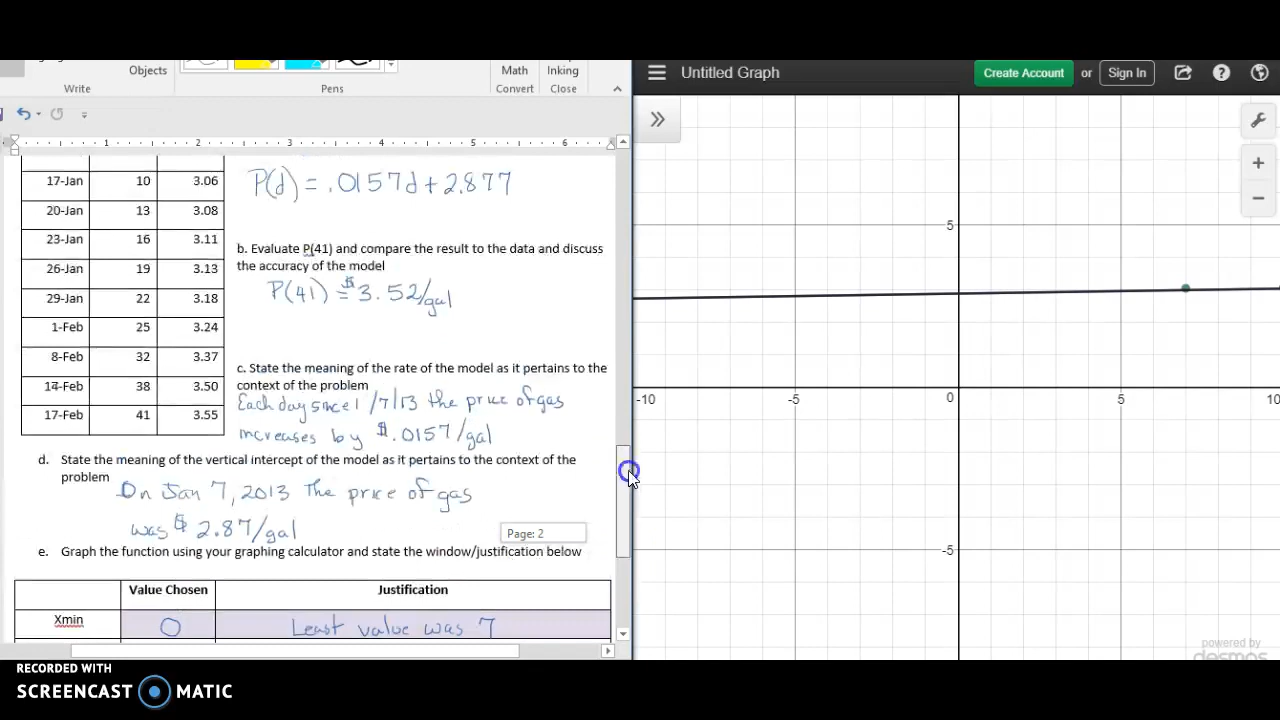 Objects
Write
Pens
Math
Convert
Inking
Close
Untitled Graph
Create Account
or
Sign In
1 2 3 4 5 6
17-Jan 10 3.06
20-Jan 13 3.08
23-Jan 16 3.11
26-Jan 19 3.13
29-Jan 22 3.18
1-Feb 25 3.24
8-Feb 32 3.37
14-Feb 38 3.50
17-Feb 41 3.55
P(d) = .0157d + 2.877
b. Evaluate P(41) and compare the result to the data and discuss
the accuracy of the model
P(41) = $3.52/gal
c. State the meaning of the rate of the model as it pertains to the
context of the problem
Each day since 1/7/13 the price of gas
increases by $.0157/gal
d. State the meaning of the vertical intercept of the model as it pertains to the context of the
problem
On Jan 7, 2013 the price of gas
was $2.87/gal
Page: 2
e. Graph the function using your graphing calculator and state the window/justification below
Value Chosen Justification
Xmin 0 Least value was 7
5
-10 -5 0 5 10
-5
powered by
desmos
RECORDED WITH
SCREENCAST MATIC